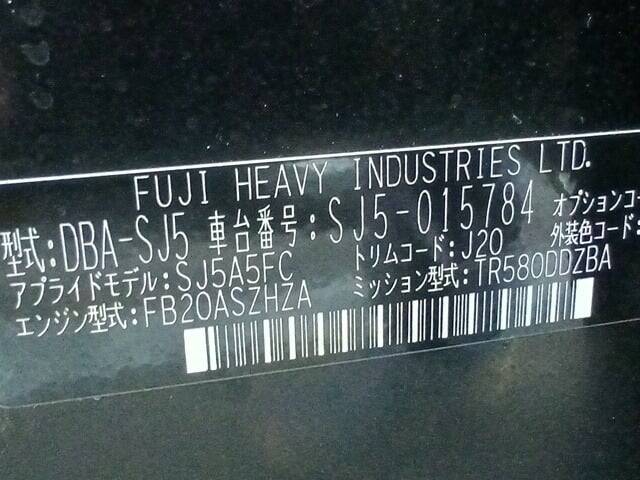 FUJI HEAVY INDUSTRIES LTD.
型式:DBA-SJ5 車台番号:SJ5-015784 オプションコ
アプライドモデル:SJ5A5FC トリムコード:J20 外装色コード:
エンジン型式:FB20ASZHZA ミッション型式:TR580DDZBA